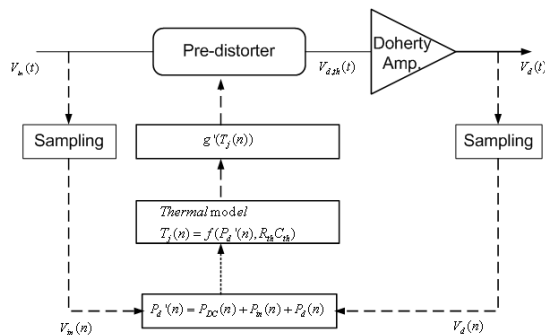 Pre-distorter
Doherty
Amp.
V_in(t)
V_d,th(t)
V_d(t)
Sampling
g'(T_j(n))
Sampling
Thermal model
T_j(n) = f(P_d'(n), R_th C_th)
P_d'(n) = P_DC(n) + P_in(n) + P_d(n)
V_in(n)
V_d(n)